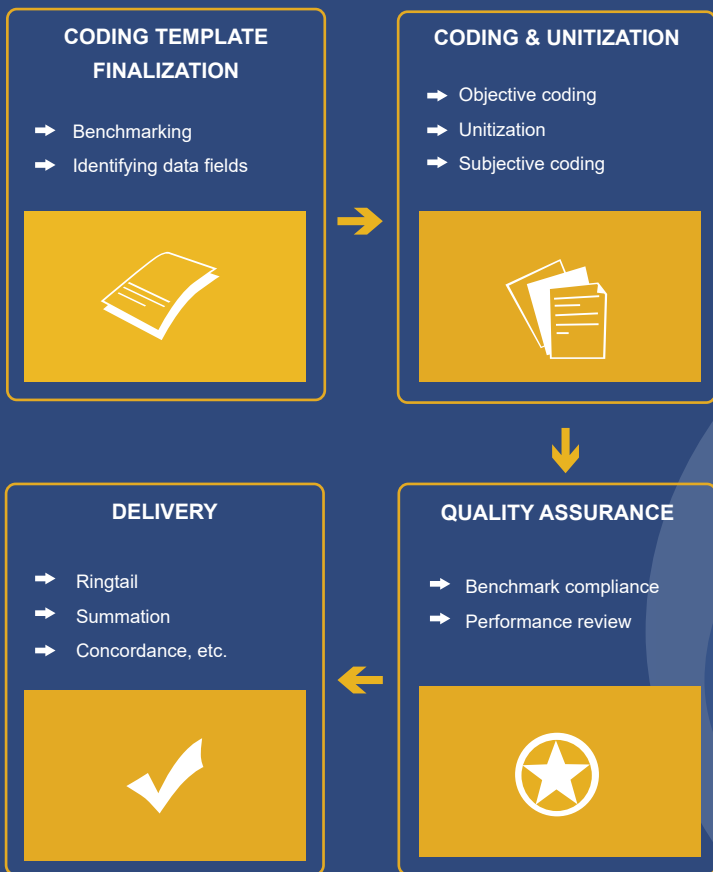 CODING TEMPLATE
FINALIZATION
Benchmarking
Identifying data fields
CODING & UNITIZATION
Objective coding
Unitization
Subjective coding
QUALITY ASSURANCE
Benchmark compliance
Performance review
DELIVERY
Ringtail
Summation
Concordance, etc.